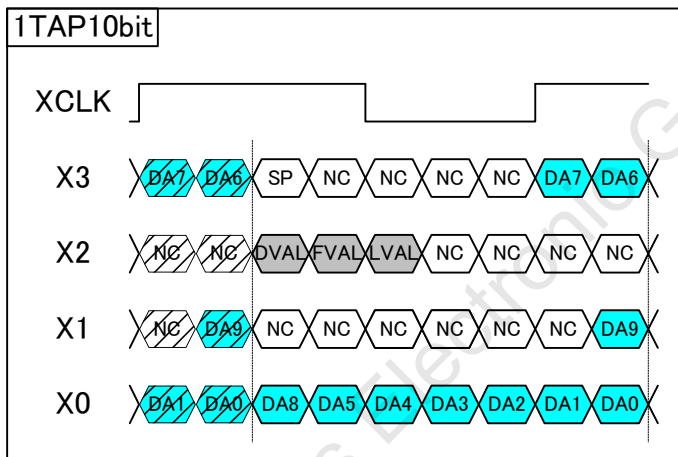 1TAP10bit
XCLK
X3 DA7 DA6 SP NC NC NC NC DA7 DA6
X2 NC NC DVAL FVAL LVAL NC NC NC NC
X1 NC DA9 NC NC NC NC NC NC DA9
X0 DA1 DA0 DA8 DA5 DA4 DA3 DA2 DA1 DA0
s Electronic G